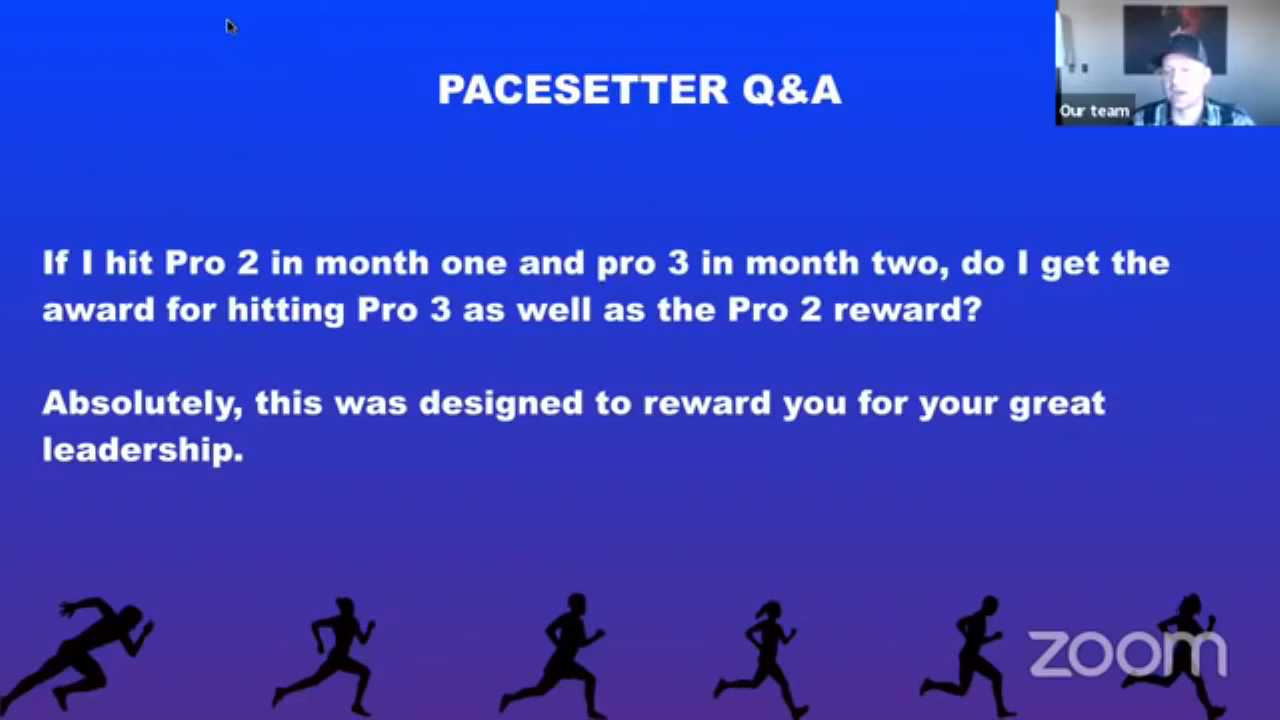 PACESETTER Q&A
Our team
If I hit Pro 2 in month one and pro 3 in month two, do I get the
award for hitting Pro 3 as well as the Pro 2 reward?
Absolutely, this was designed to reward you for your great
leadership.
zoom